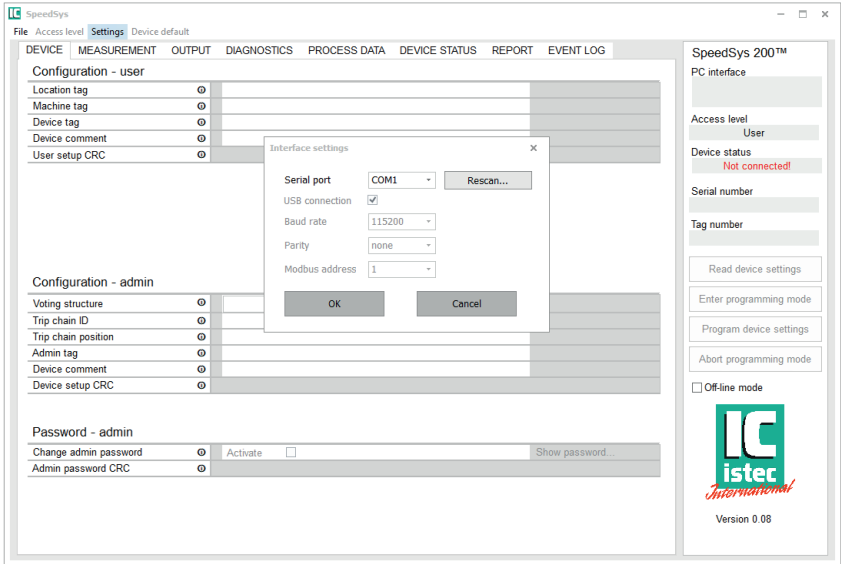 SpeedSys
File Access level Settings Device default
DEVICE MEASUREMENT OUTPUT DIAGNOSTICS PROCESS DATA DEVICE STATUS REPORT EVENT LOG
Configuration - user
Location tag
Machine tag
Device tag
Device comment
User setup CRC
Interface settings
Serial port COM1 Rescan...
USB connection
Baud rate 115200
Parity none
Modbus address 1
OK Cancel
Configuration - admin
Voting structure
Trip chain ID
Trip chain position
Admin tag
Device comment
Device setup CRC
Password - admin
Change admin password Activate Show password...
Admin password CRC
SpeedSys 200™
PC interface
Access level
User
Device status
Not connected!
Serial number
Tag number
Read device settings
Enter programming mode
Program device settings
Abort programming mode
Off-line mode
IC
istec
International
Version 0.08